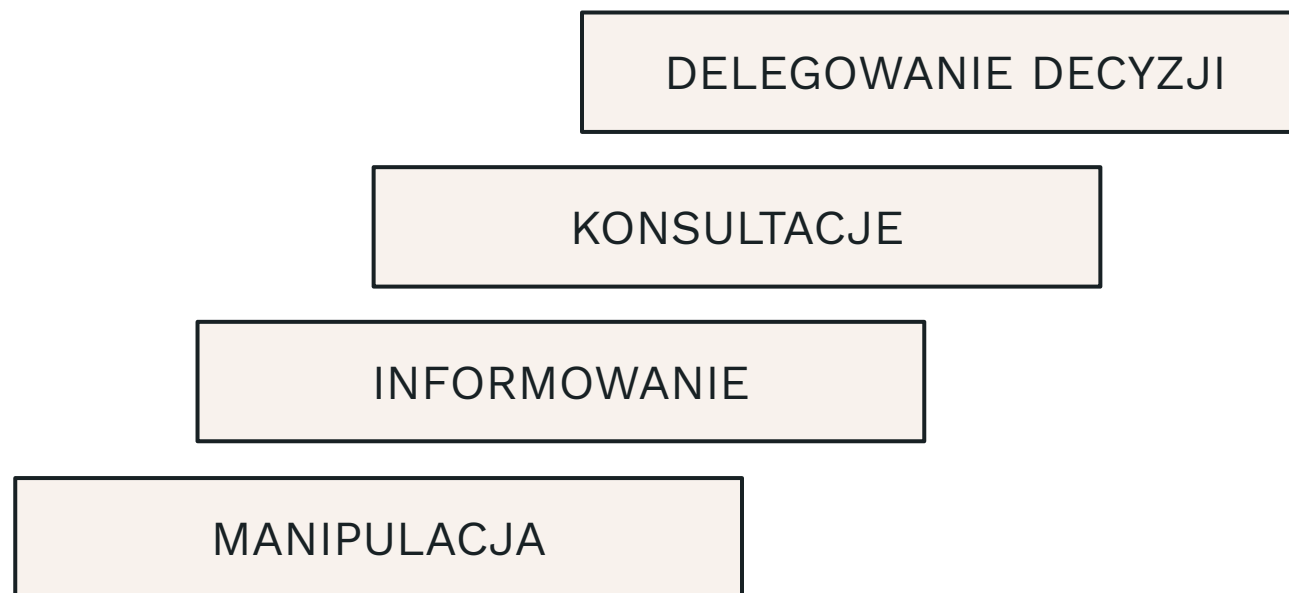 DELEGOWANIE DECYZJI
KONSULTACJE
INFORMOWANIE
MANIPULACJA